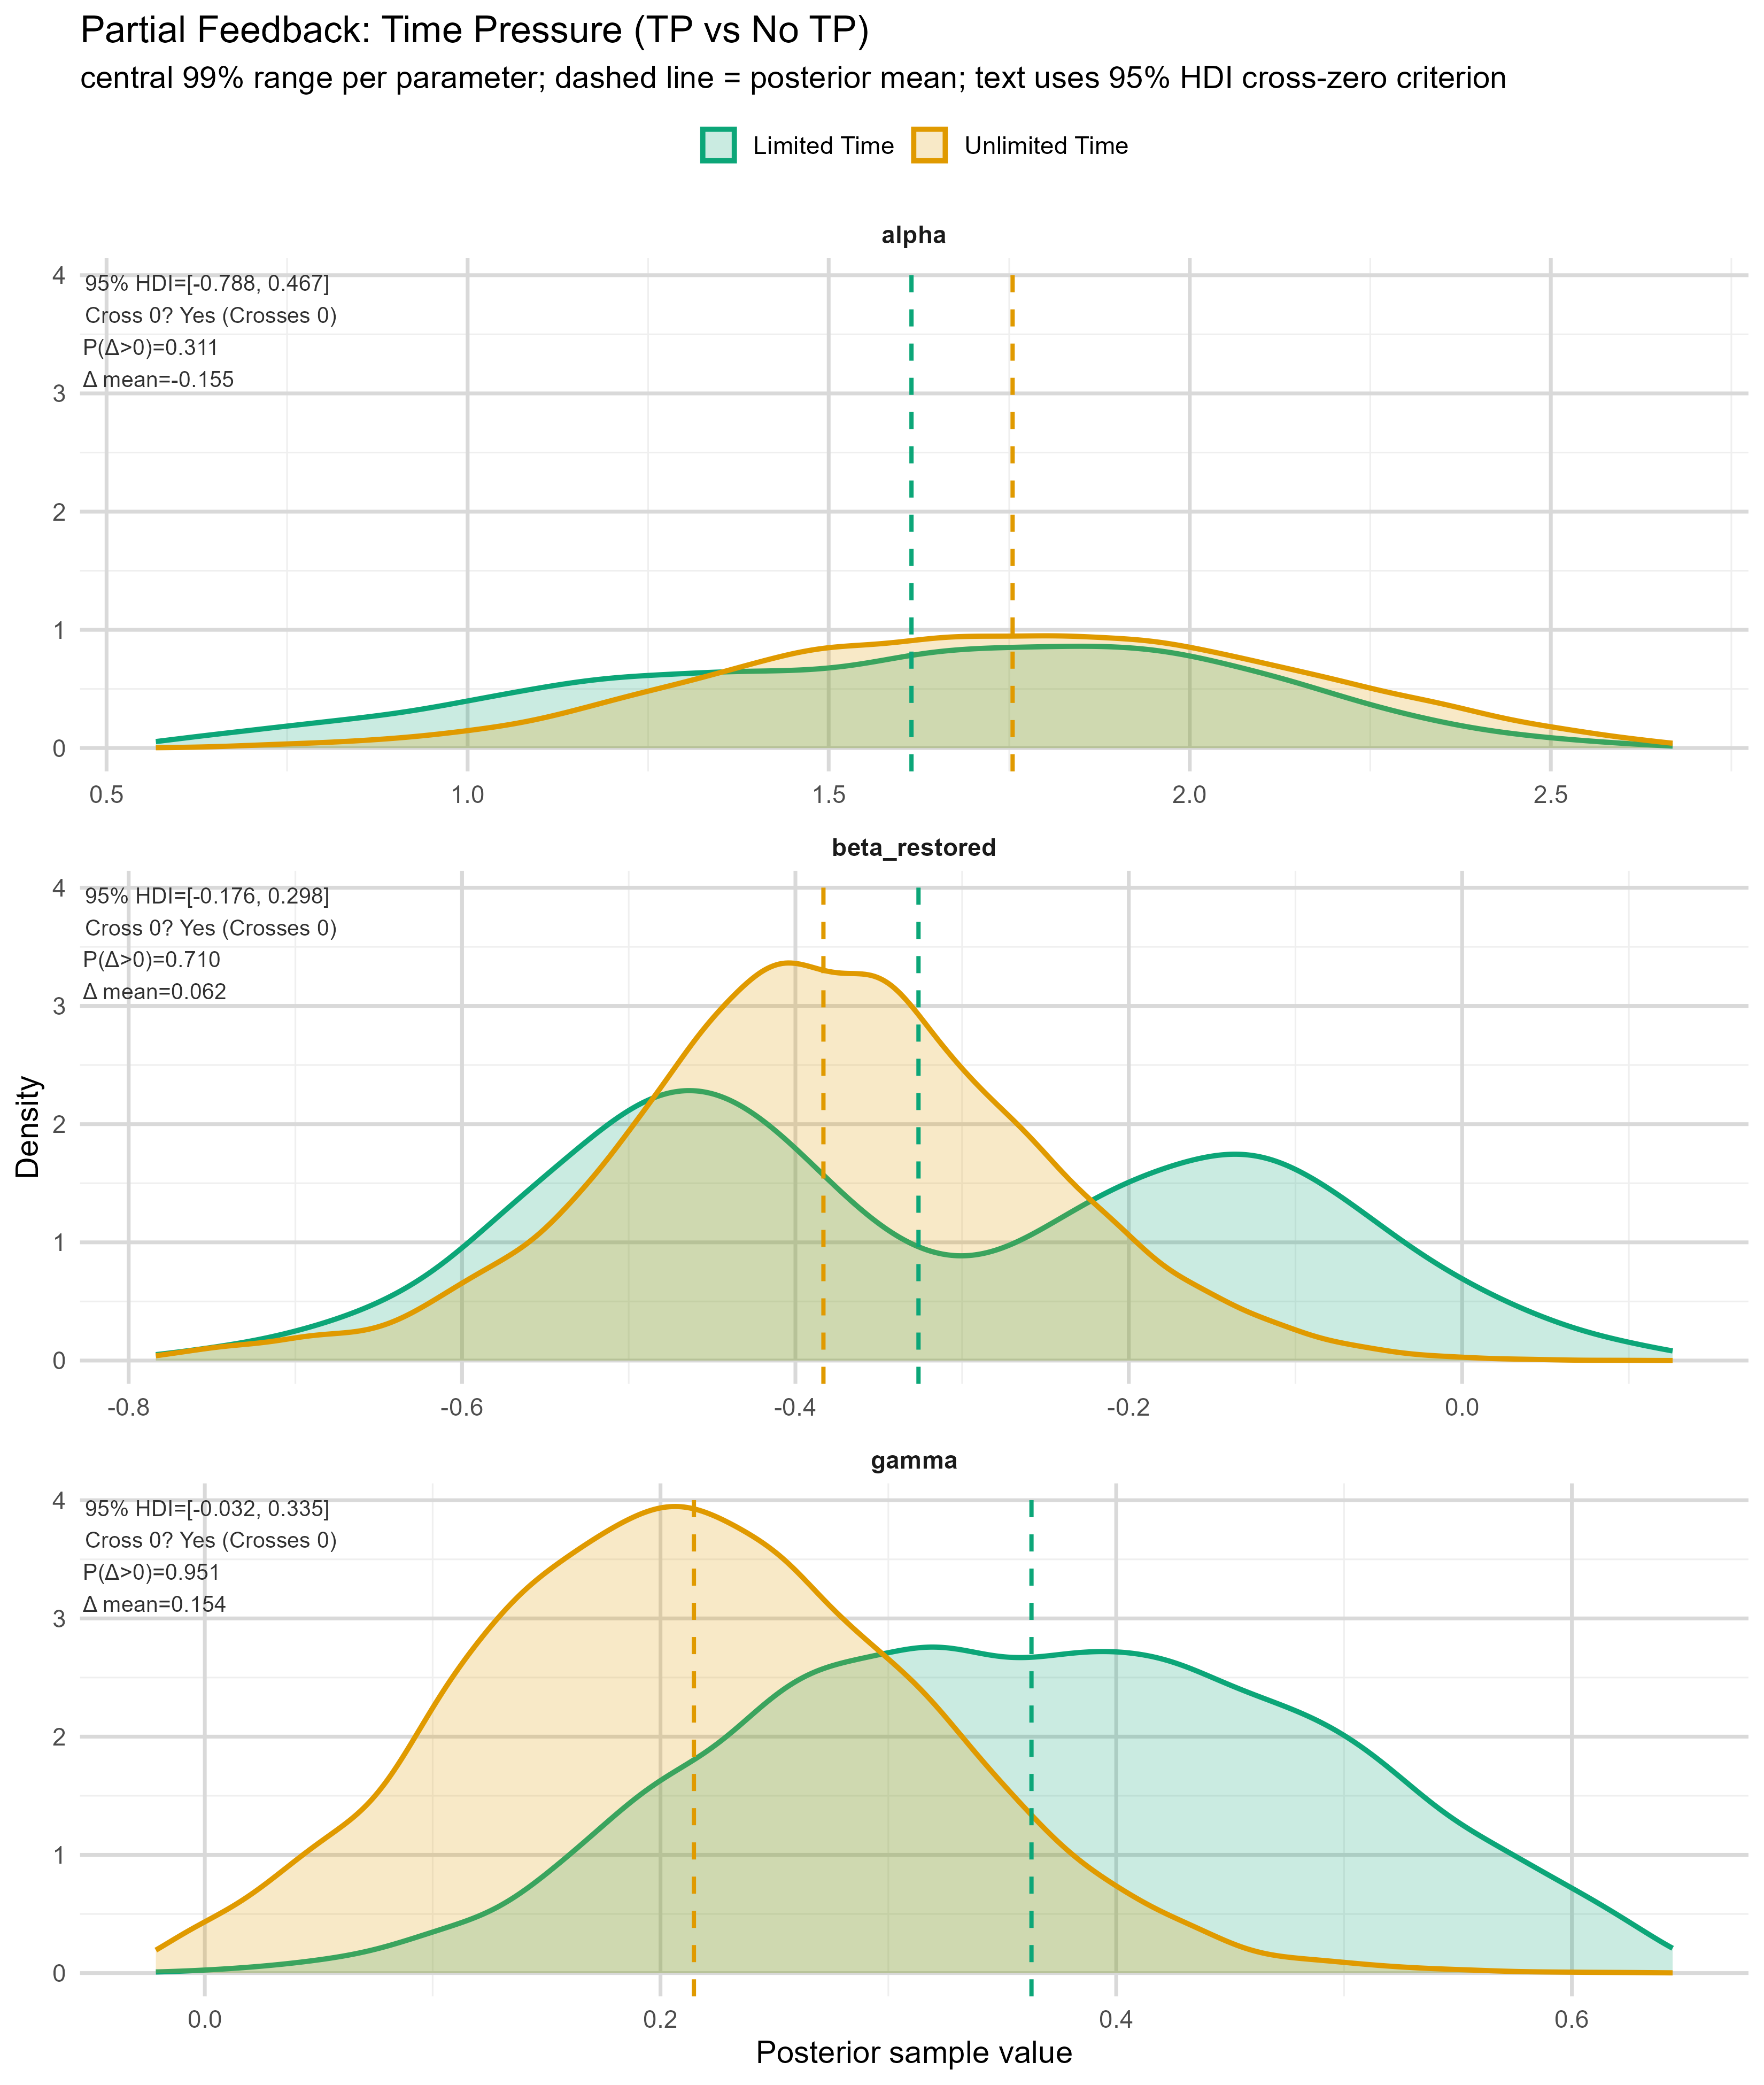 Partial Feedback: Time Pressure (TP vs No TP)
central 99% range per parameter; dashed line = posterior mean; text uses 95% HDI cross-zero criterion
Limited Time Unlimited Time
alpha
4
95% HDI=[-0.788, 0.467]
Cross 0? Yes (Crosses 0)
P(Δ>0)=0.311
Δ mean=-0.155
3
2
1
0
0.5 1.0 1.5 2.0 2.5
beta_restored
4
95% HDI=[-0.176, 0.298]
Cross 0? Yes (Crosses 0)
P(Δ>0)=0.710
Δ mean=0.062
3
2
1
0
-0.8 -0.6 -0.4 -0.2 0.0
Density
gamma
4
95% HDI=[-0.032, 0.335]
Cross 0? Yes (Crosses 0)
P(Δ>0)=0.951
Δ mean=0.154
3
2
1
0
0.0 0.2 0.4 0.6
Posterior sample value